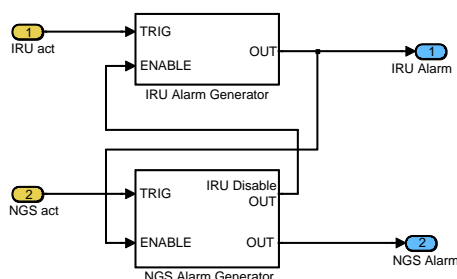 1
IRU act
TRIG
ENABLE
OUT
IRU Alarm Generator
1
IRU Alarm
2
NGS act
TRIG
IRU Disable
OUT
ENABLE
OUT
NGS Alarm Generator
2
NGS Alarm